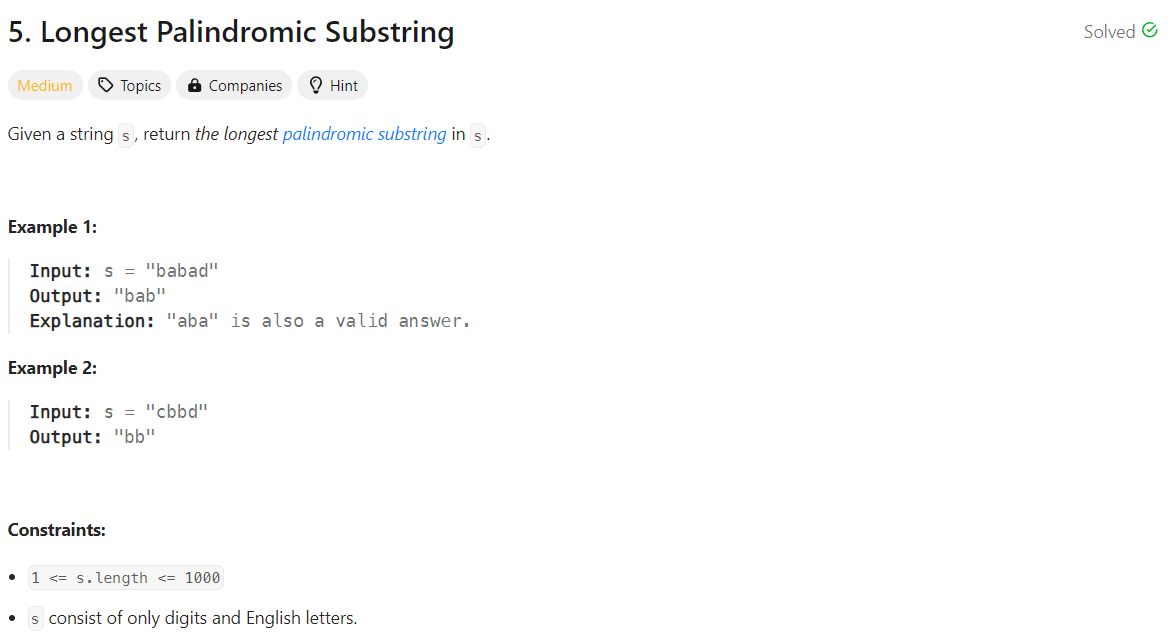 5. Longest Palindromic Substring
Solved
Medium Topics Companies Hint
Given a string s, return the longest palindromic substring in s.
Example 1:
Input: s = "babad"
Output: "bab"
Explanation: "aba" is also a valid answer.
Example 2:
Input: s = "cbbd"
Output: "bb"
Constraints:
• 1 <= s.length <= 1000
• s consist of only digits and English letters.